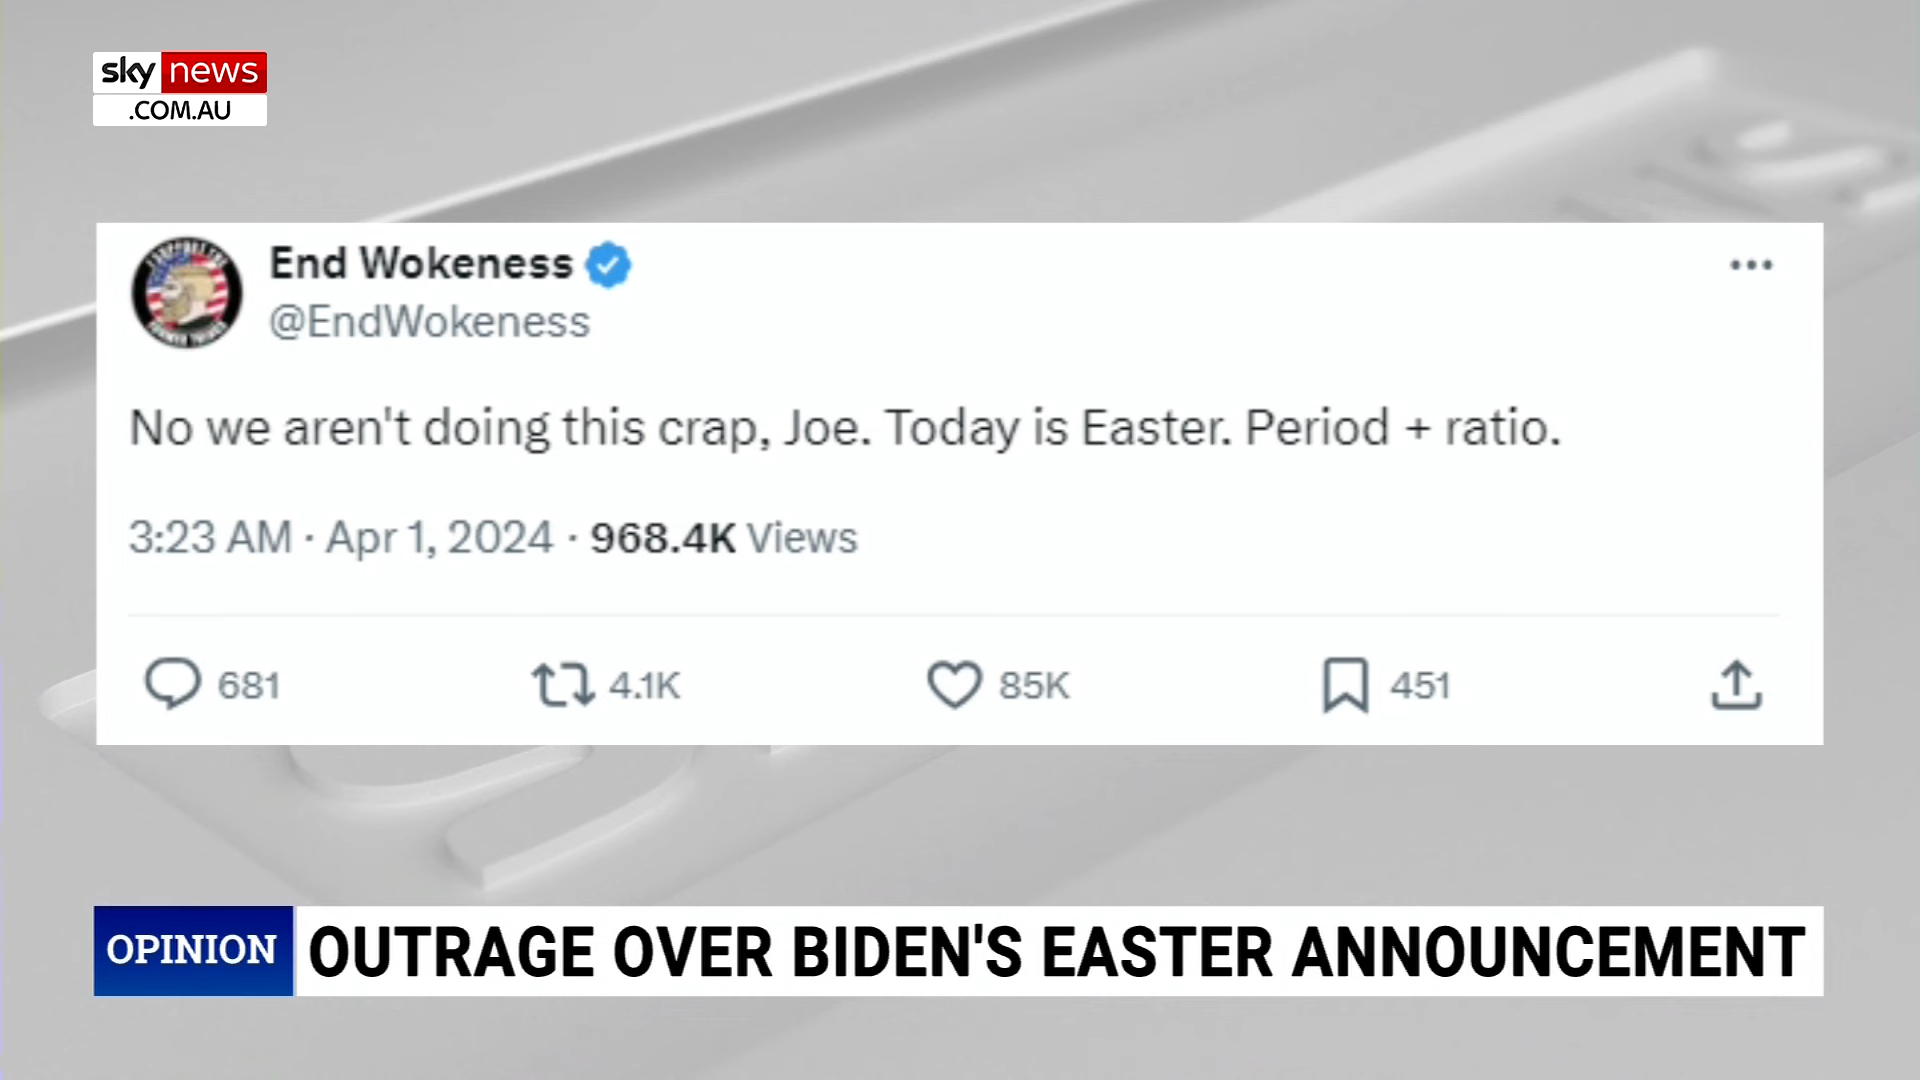 sky news
.COM.AU
End Wokeness
@EndWokeness
No we aren't doing this crap, Joe. Today is Easter. Period + ratio.
3:23 AM · Apr 1, 2024 · 968.4K Views
681 4.1K 85K 451
OPINION OUTRAGE OVER BIDEN'S EASTER ANNOUNCEMENT